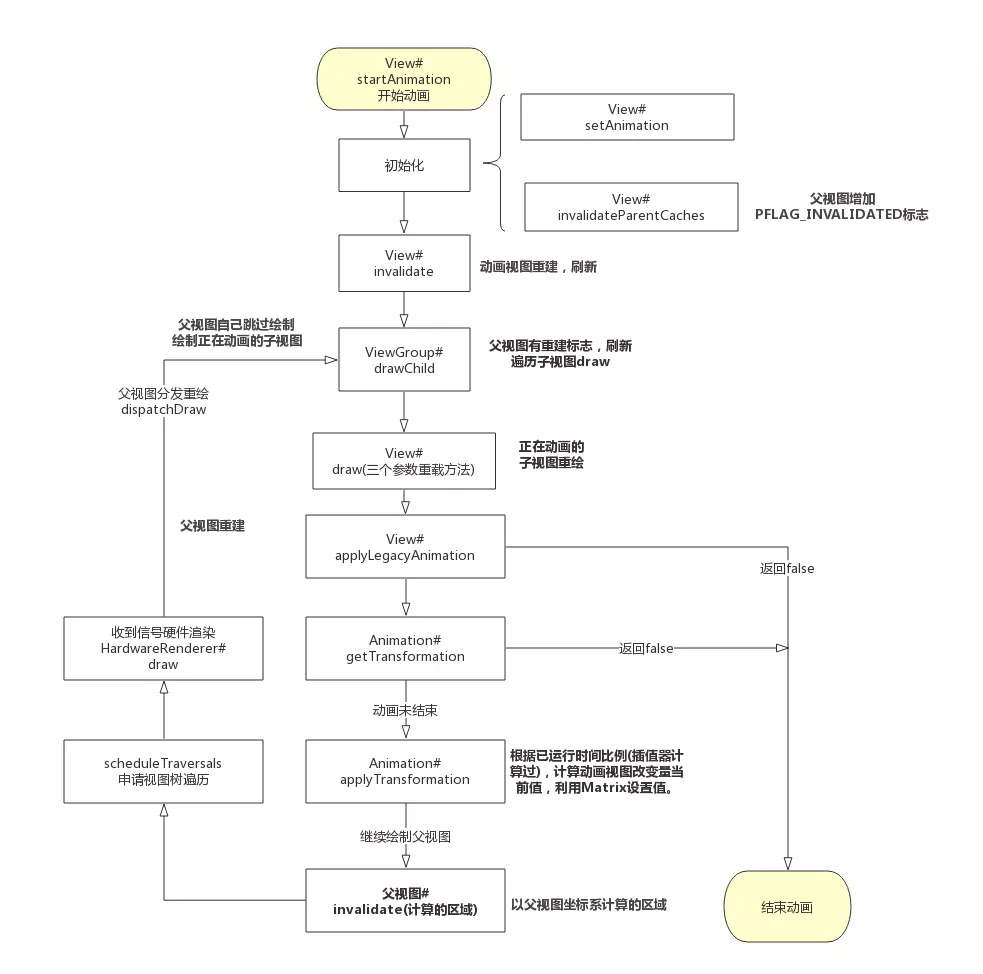 View#
startAnimation
开始动画
初始化
View#
setAnimation
View#
invalidateParentCaches
父视图增加
PFLAG_INVALIDATED标志
View#
invalidate
动画视图重建，刷新
父视图自己跳过绘制
绘制正在动画的子视图
ViewGroup#
drawChild
父视图有重建标志，刷新
遍历子视图draw
父视图分发重绘
dispatchDraw
View#
draw(三个参数重载方法)
正在动画的
子视图重绘
父视图重建
View#
applyLegacyAnimation
返回false
收到信号硬件渲染
HardwareRenderer#
draw
Animation#
getTransformation
返回false
动画未结束
scheduleTraversals
申请视图树遍历
Animation#
applyTransformation
根据已运行时间比例(插值器计
算过)，计算动画视图改变量当
前值，利用Matrix设置值。
继续绘制父视图
父视图#
invalidate(计算的区域)
以父视图坐标系计算的区域
结束动画